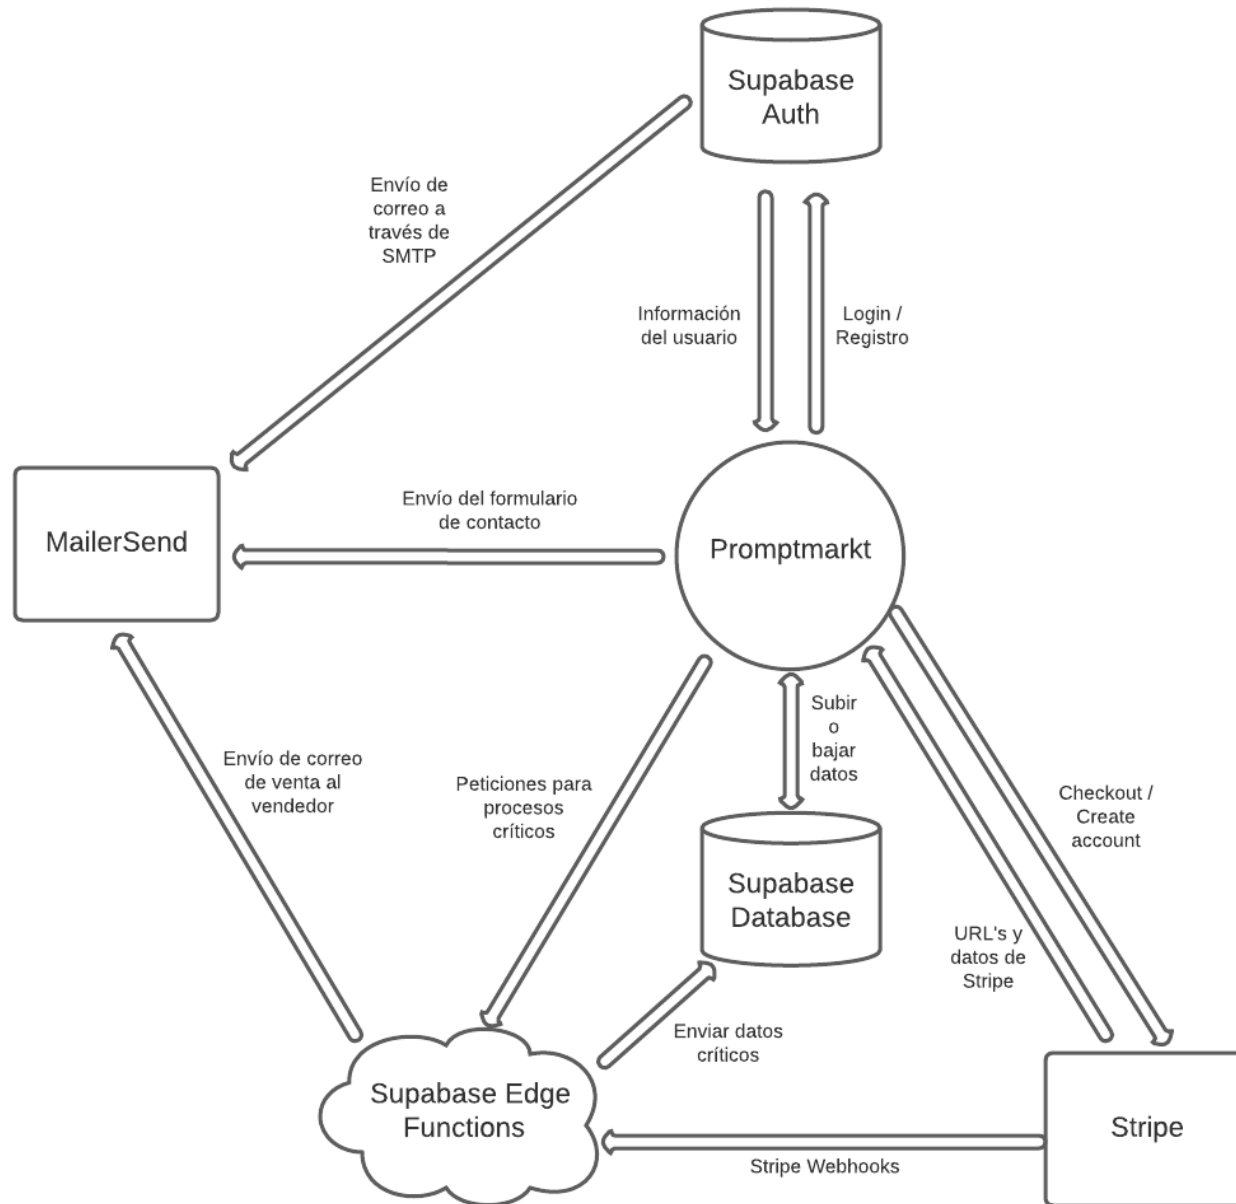 Supabase
Auth
Envío de
correo a
través de
SMTP
Información
del usuario
Login /
Registro
MailerSend
Envío del formulario
de contacto
Promptmarkt
Subir
o
bajar
datos
Envío de correo
de venta al
vendedor
Peticiones para
procesos
críticos
Checkout /
Create
account
Supabase
Database
URL's y
datos de
Stripe
Enviar datos
críticos
Supabase Edge
Functions
Stripe
Stripe Webhooks